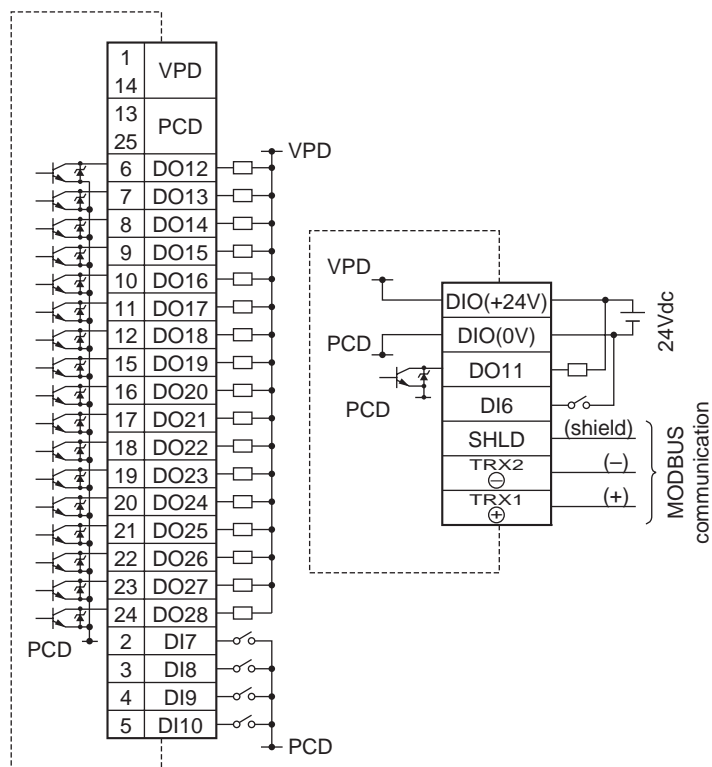 1
14
VPD
13
25
PCD
6 DO12
7 DO13
8 DO14
9 DO15
10 DO16
11 DO17
12 DO18
15 DO19
16 DO20
17 DO21
18 DO22
19 DO23
20 DO24
21 DO25
22 DO26
23 DO27
24 DO28
2 DI7
3 DI8
4 DI9
5 DI10
VPD
PCD
PCD
VPD
PCD
PCD
DIO(+24V)
DIO(0V)
DO11
DI6
SHLD
TRX2
⊖
TRX1
⊕
24Vdc
(shield)
(−)
(+)
MODBUS
communication